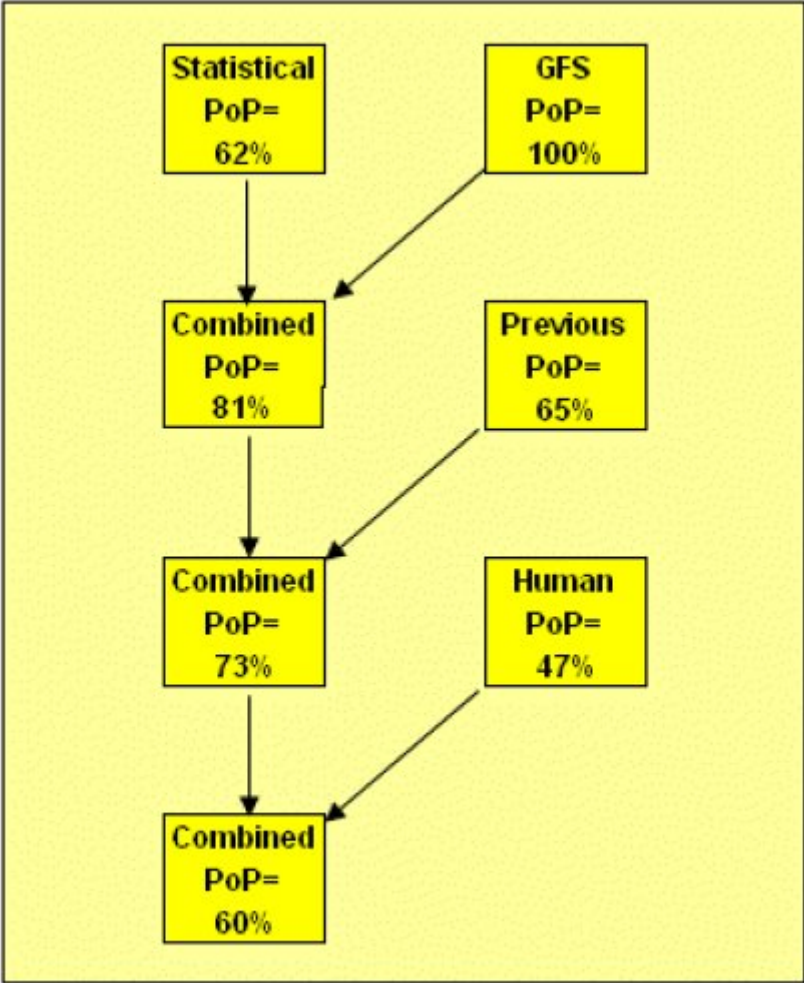 Statistical
PoP=
62%
GFS
PoP=
100%
Combined
PoP=
81%
Previous
PoP=
65%
Combined
PoP=
73%
Human
PoP=
47%
Combined
PoP=
60%